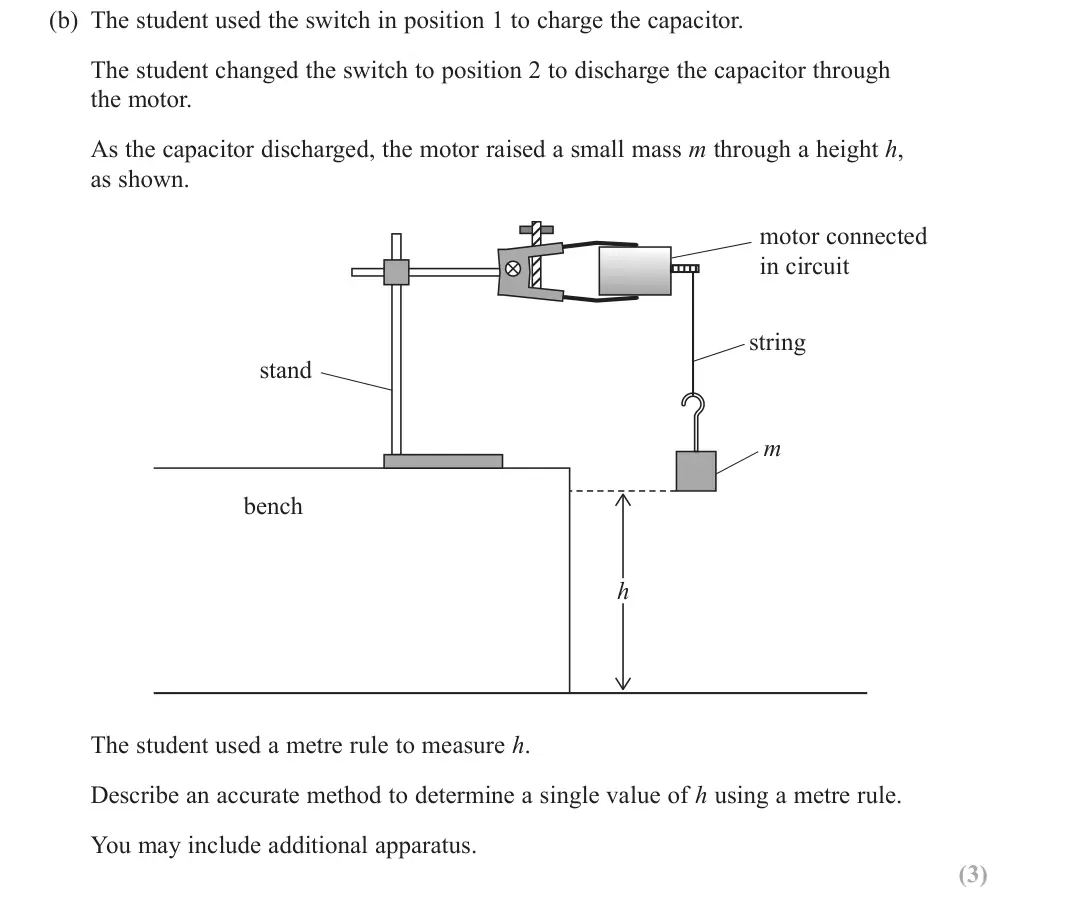 (b) The student used the switch in position 1 to charge the capacitor.
The student changed the switch to position 2 to discharge the capacitor through
the motor.
As the capacitor discharged, the motor raised a small mass m through a height h,
as shown.
motor connected
in circuit
string
stand
m
bench
h
The student used a metre rule to measure h.
Describe an accurate method to determine a single value of h using a metre rule.
You may include additional apparatus.
(3)